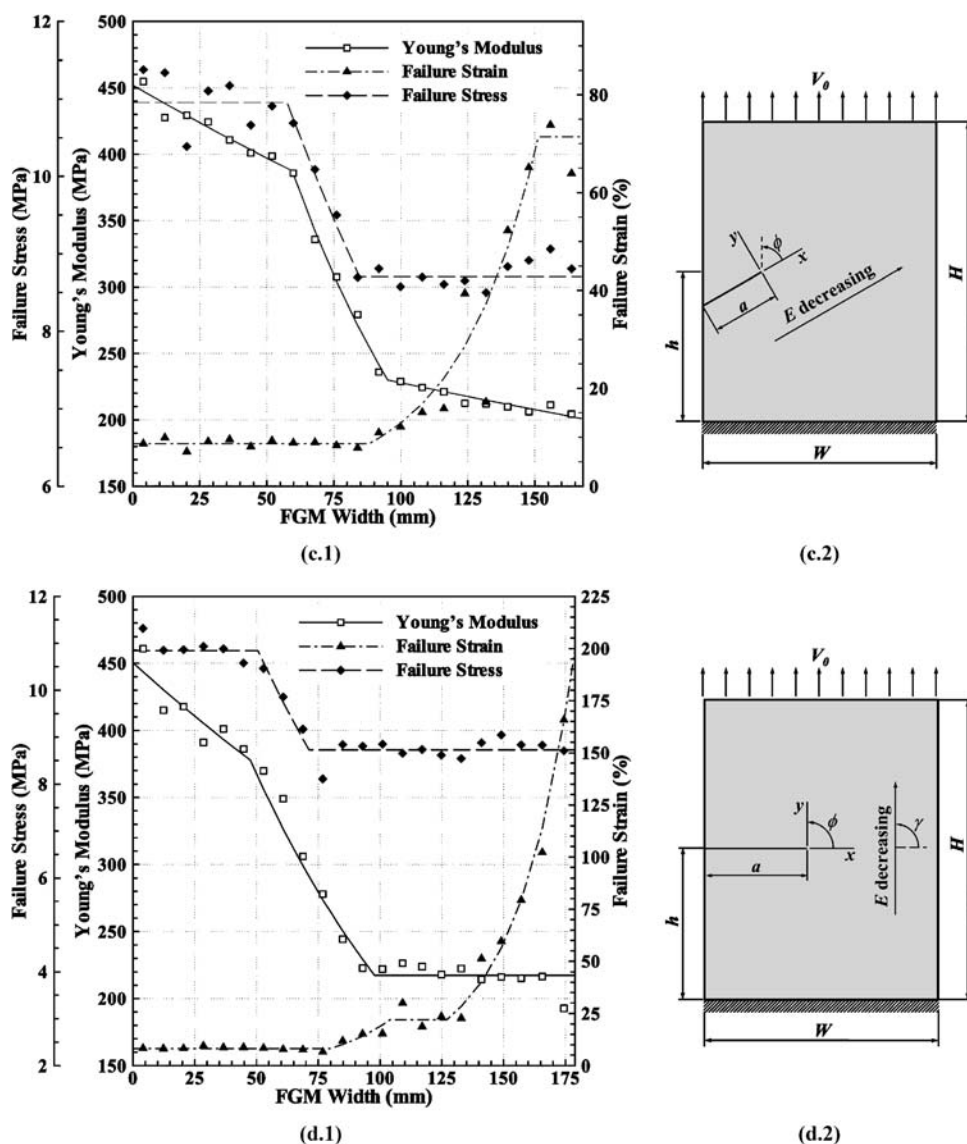 12
10
8
6
Failure Stress (MPa)
500
450
400
350
300
250
200
150
Young's Modulus (MPa)
Young's Modulus
Failure Strain
Failure Stress
80
60
40
20
0
Failure Strain (%)
0 25 50 75 100 125 150
FGM Width (mm)
(c.1)
V0
y
ϕ
x
a
E decreasing
h
H
W
(c.2)
12
10
8
6
4
2
Failure Stress (MPa)
500
450
400
350
300
250
200
150
Young's Modulus (MPa)
Young's Modulus
Failure Strain
Failure Stress
225
200
175
150
125
100
75
50
25
0
Failure Strain (%)
0 25 50 75 100 125 150 175
FGM Width (mm)
(d.1)
V0
y
ϕ
x
a
E decreasing
γ
h
H
W
(d.2)